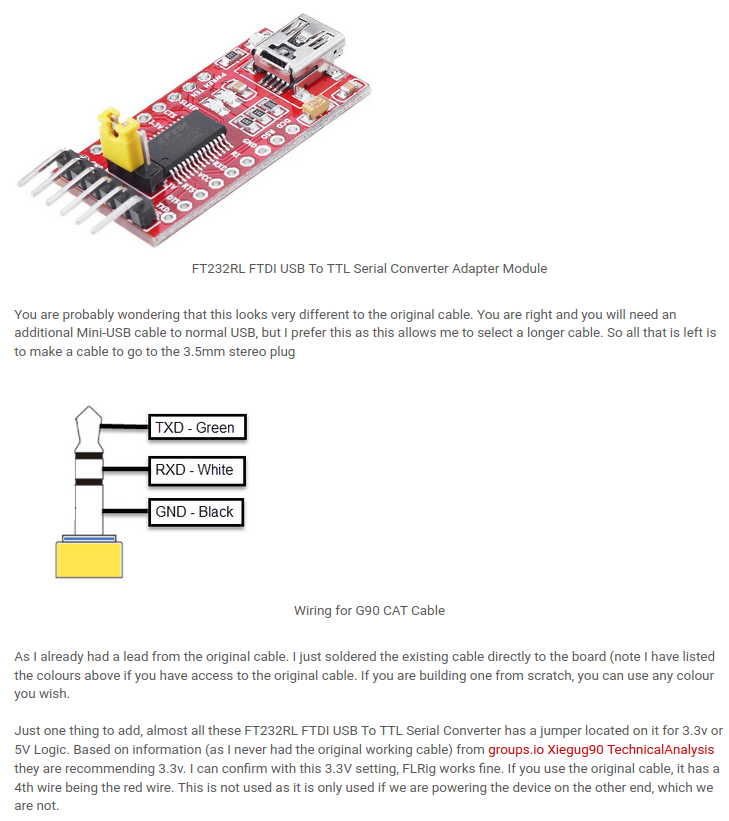 FT232RL FTDI USB To TTL Serial Converter Adapter Module
You are probably wondering that this looks very different to the original cable. You are right and you will need an
additional Mini-USB cable to normal USB, but I prefer this as this allows me to select a longer cable. So all that is left is
to make a cable to go to the 3.5mm stereo plug
TXD - Green
RXD - White
GND - Black
Wiring for G90 CAT Cable
As I already had a lead from the original cable. I just soldered the existing cable directly to the board (note I have listed
the colours above if you have access to the original cable. If you are building one from scratch, you can use any colour
you wish.
Just one thing to add, almost all these FT232RL FTDI USB To TTL Serial Converter has a jumper located on it for 3.3v or
5V Logic. Based on information (as I never had the original working cable) from groups.io Xiegug90 TechnicalAnalysis
they are recommending 3.3v. I can confirm with this 3.3V setting, FLRig works fine. If you use the original cable, it has a
4th wire being the red wire. This is not used as it is only used if we are powering the device on the other end, which we
are not.